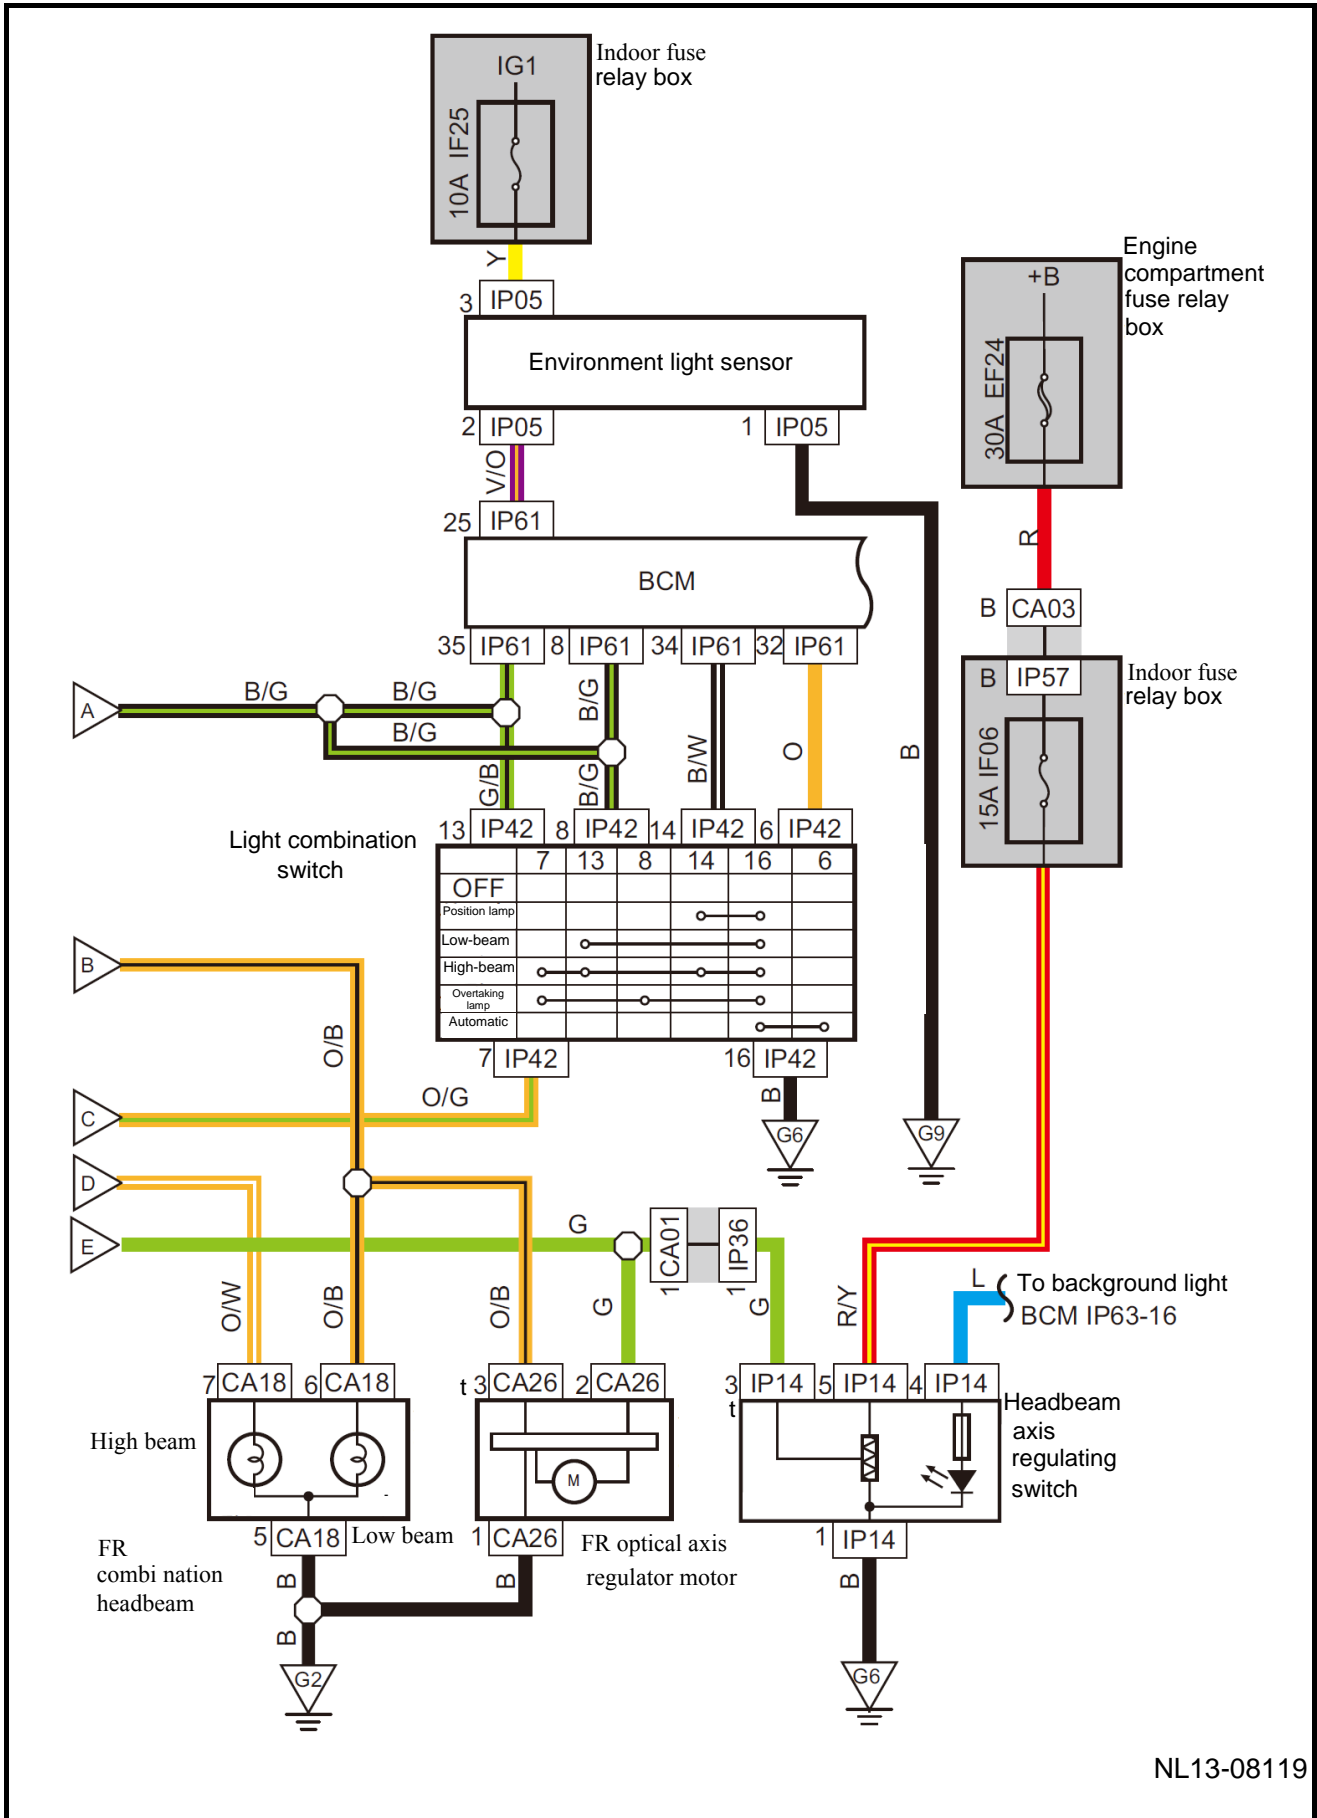 IG1
Indoor fuse
relay box
10A IF25
Y
3 IP05
Environment light sensor
2 IP05
1 IP05
V/O
25 IP61
BCM
35 IP61 8 IP61 34 IP61 32 IP61
Engine
compartment
fuse relay
box
+B
30A EF24
R
B CA03
B IP57
Indoor fuse
relay box
15A IF06
A
B/G
B/G
B/G
B/G
G/B
B/G
B/W
O
B
Light combination
switch
13 IP42 8 IP42 14 IP42 6 IP42
7 13 8 14 16 6
OFF
Position lamp
Low-beam
High-beam
Overtaking
lamp
Automatic
7 IP42
16 IP42
B
O/B
C
O/G
B
G6
G9
D
E
G
CA01
1
IP36
1
O/W
O/B
O/B
G
G
R/Y
L
To background light
BCM IP63-16
7 CA18 6 CA18
t 3 CA26 2 CA26
3 IP14 5 IP14 4 IP14
t
High beam
M
Headbeam
axis
regulating
switch
5 CA18 Low beam
1 CA26
FR optical axis
regulator motor
1 IP14
FR
combi nation
headbeam
B
B
B
B
G2
G6
NL13-08119